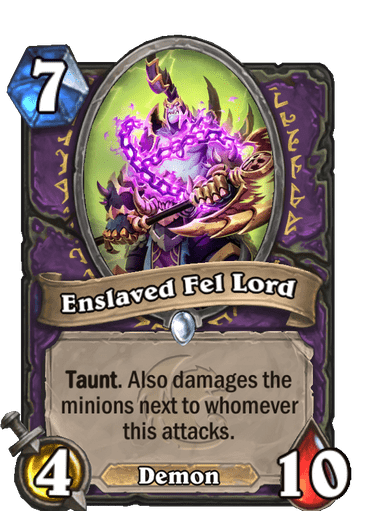 7
Enslaved Fel Lord
Taunt. Also damages the
minions next to whomever
this attacks.
4
Demon
10